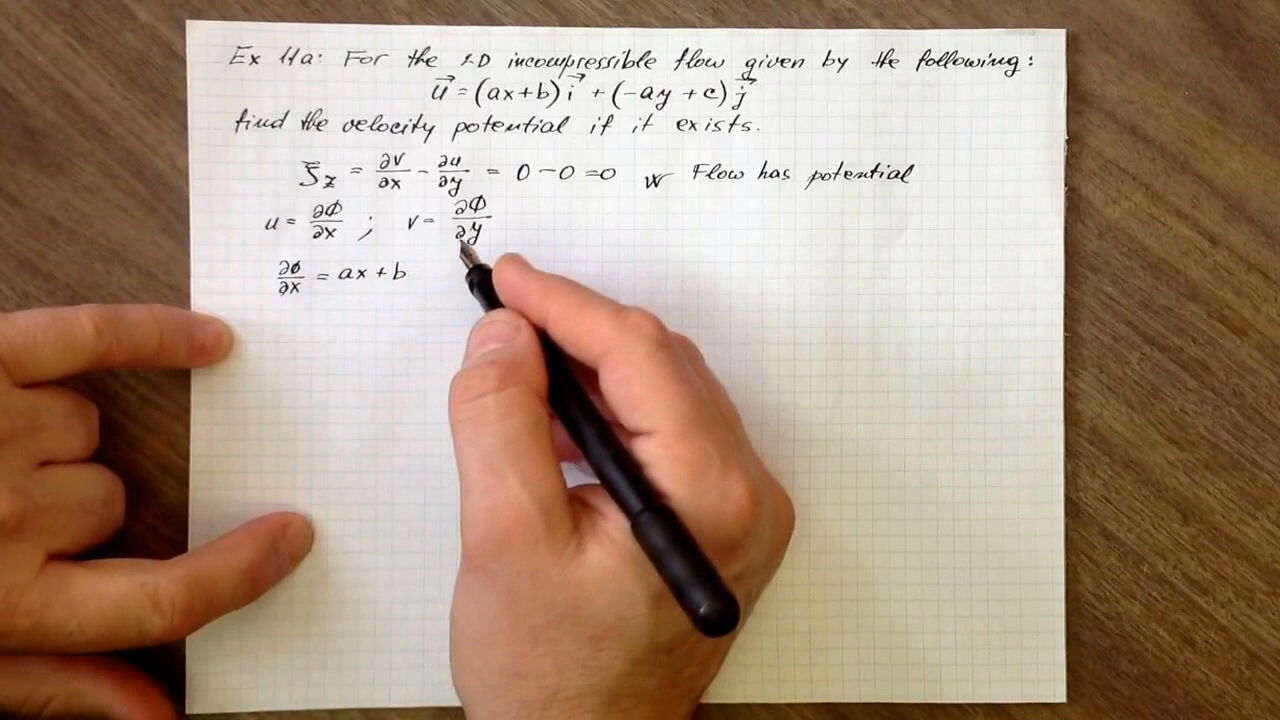 Ex 11a: For the 2D incompressible flow given by the following:
u⃗ = (ax+b) i⃗ + (-ay + c) j⃗
find the velocity potential if it exists.
ζ_z = ∂v/∂x - ∂u/∂y = 0 - 0 = 0 Flow has potential
u = ∂Φ/∂x ; v = ∂Φ/∂y
∂Φ/∂x = ax + b